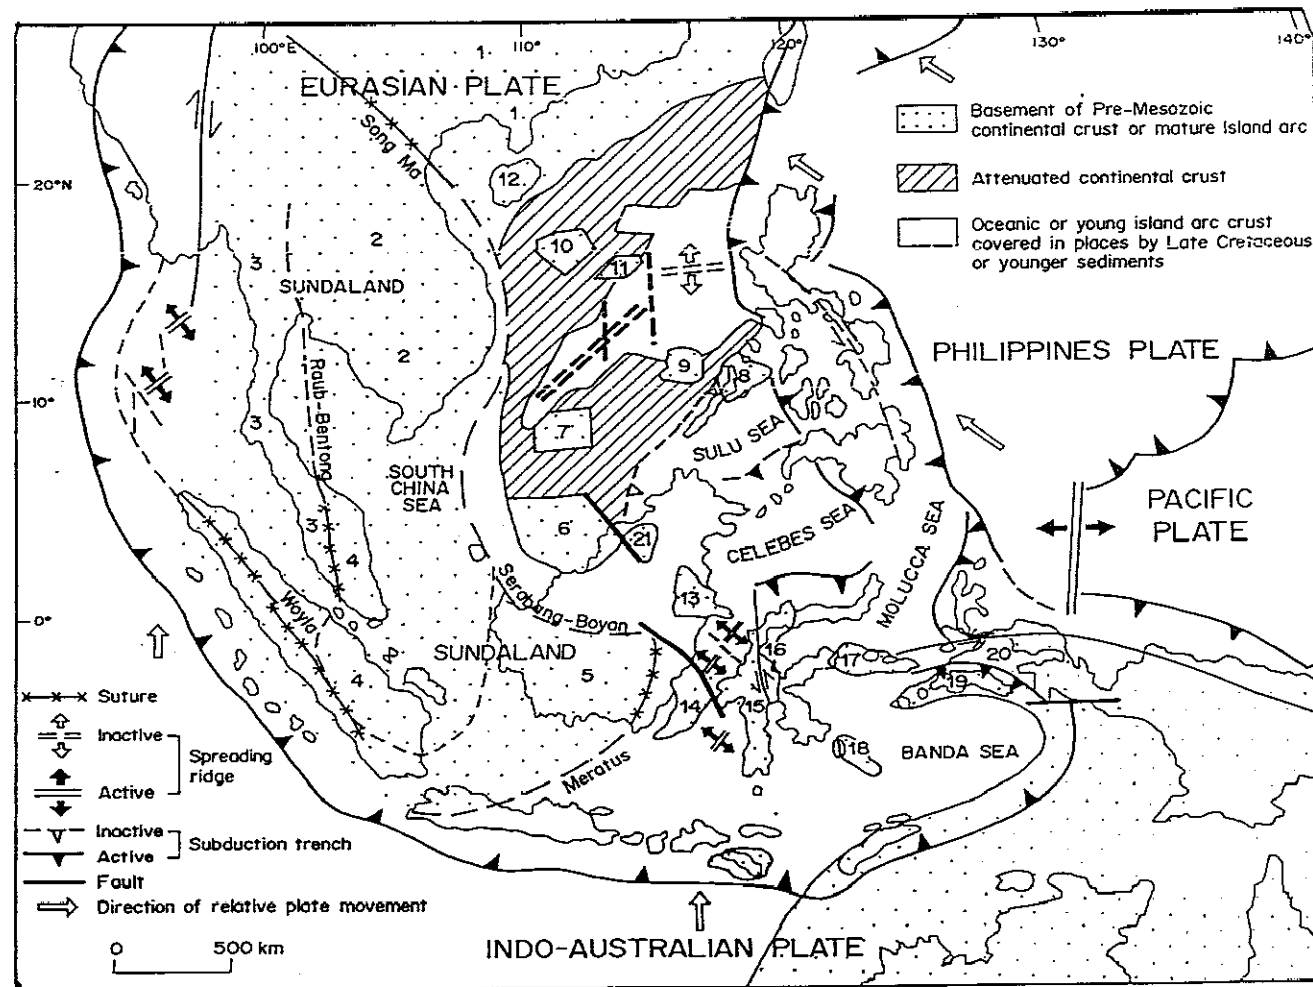 100°E
110°
120°
130°
140°
1
EURASIAN PLATE
1
Song Ma
12
20°N
2
10
11
3
SUNDALAND
2
Basement of Pre-Mesozoic
continental crust or mature island arc
Attenuated continental crust
Oceanic or young island arc crust
covered in places by Late Cretaceous
or younger sediments
PHILIPPINES PLATE
9
8
10°
3
Raub-Bentong
7
SULU SEA
SOUTH
CHINA
SEA
PACIFIC
PLATE
3
4
6
21
CELEBES SEA
MOLUCCA SEA
Woyla
Serabang-Boyan
13
0°
SUNDALAND
16
17
20
19
4
5
14
15
18
BANDA SEA
Meratus
Suture
Inactive
Spreading
ridge
Active
Inactive
Subduction trench
Active
Fault
Direction of relative plate movement
0
500 km
INDO-AUSTRALIAN PLATE